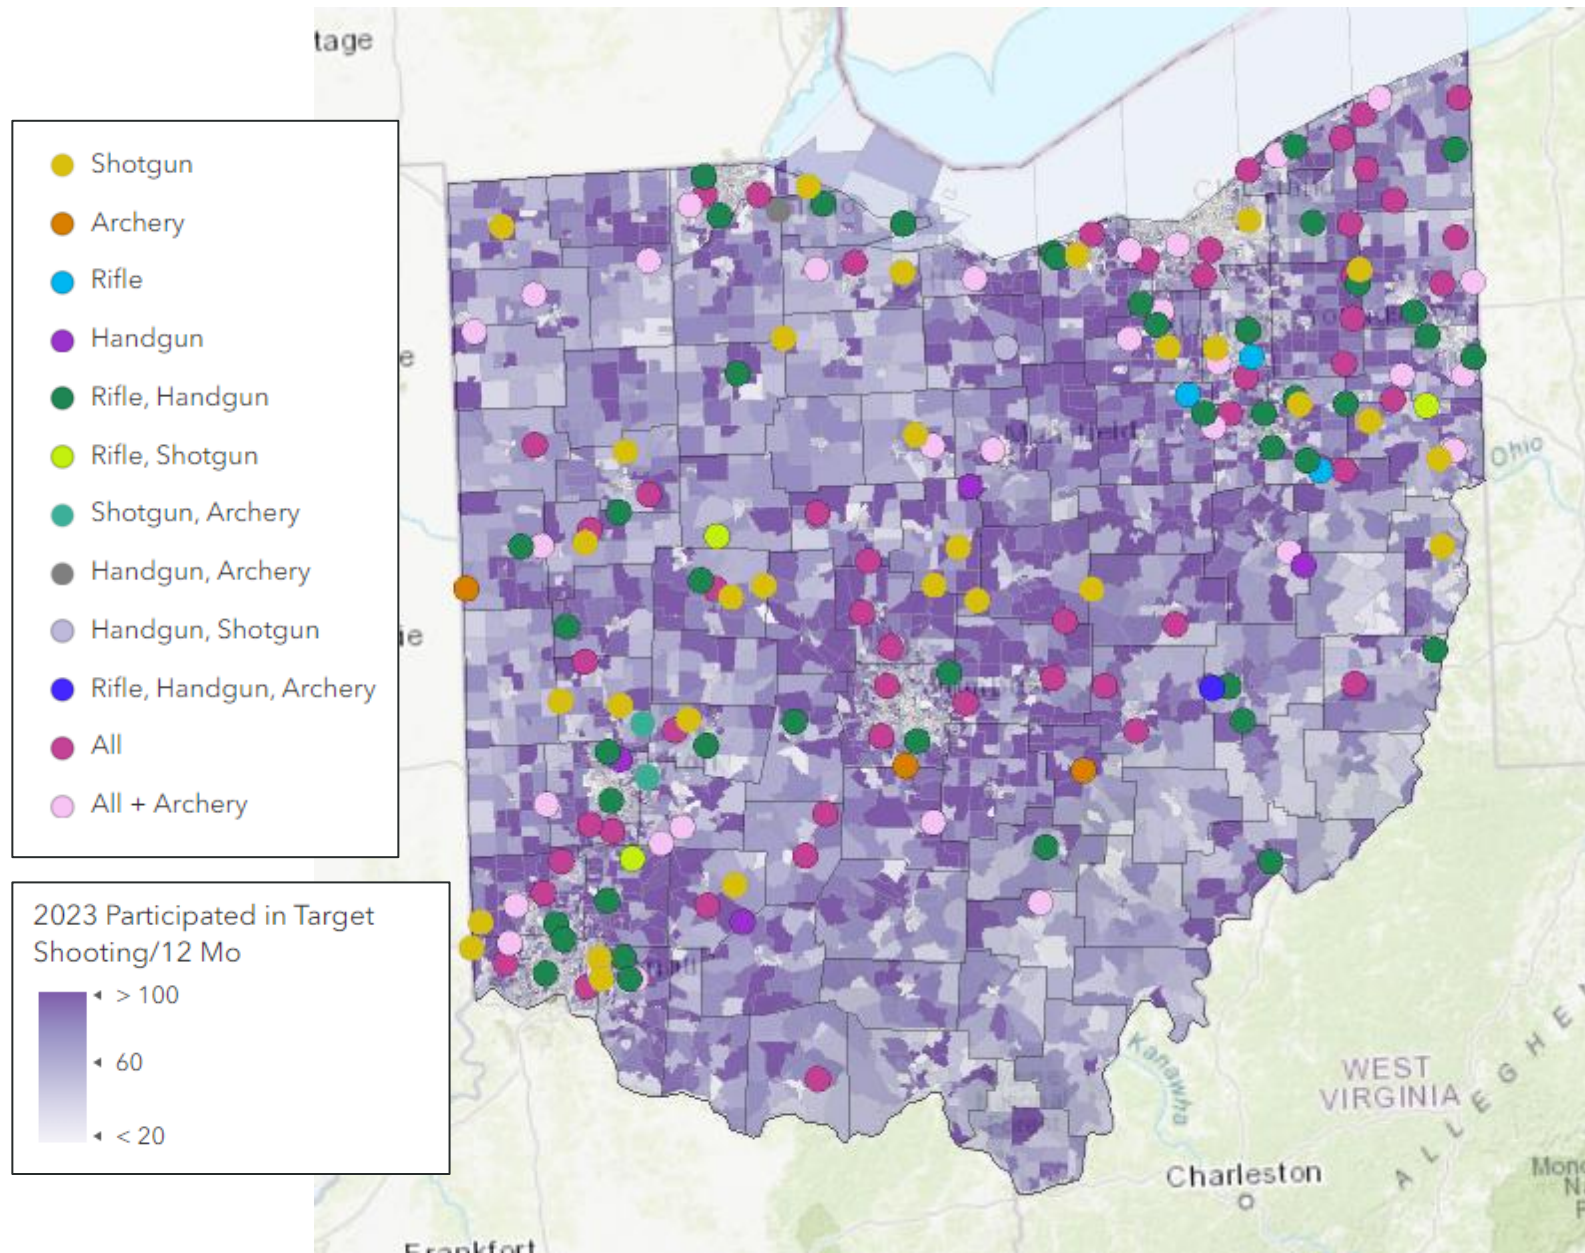 tage
Shotgun
Archery
Rifle
Handgun
Rifle, Handgun
Rifle, Shotgun
Shotgun, Archery
Handgun, Archery
Handgun, Shotgun
Rifle, Handgun, Archery
All
All + Archery
2023 Participated in Target
Shooting/12 Mo
> 100
60
< 20
Ohio
Kanawha
WEST
VIRGINIA
ALLEGHE
Charleston
Frankfort